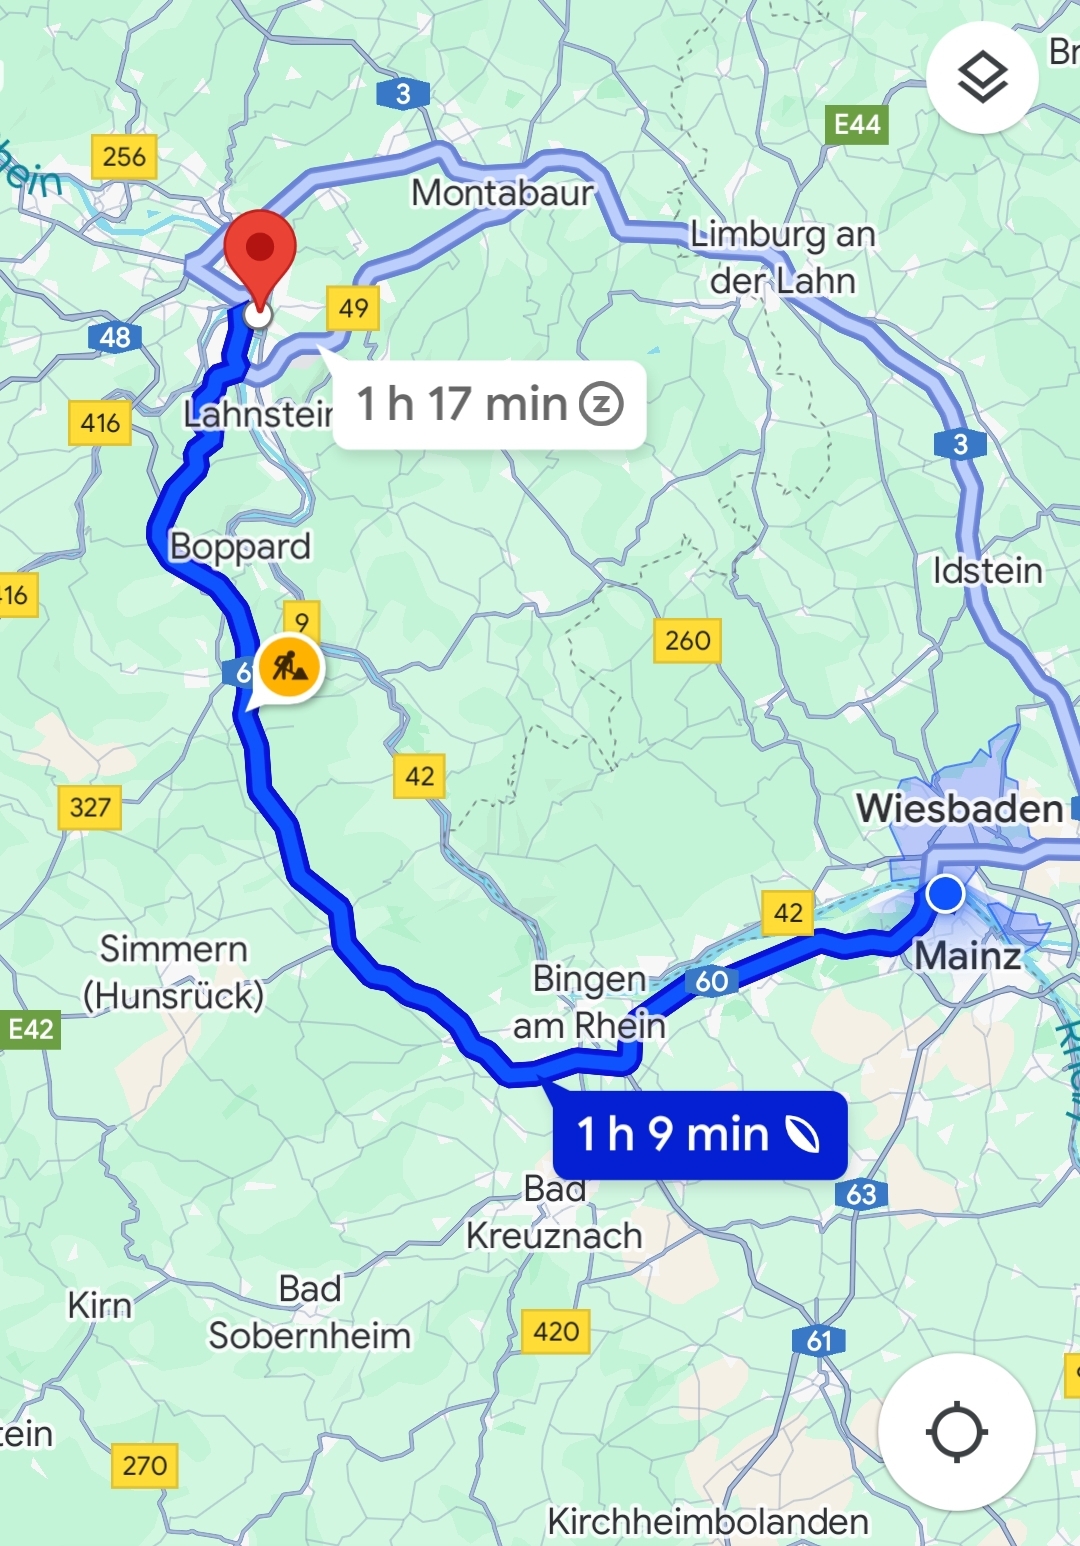 3
E44
256
Montabaur
Limburg an
der Lahn
49
48
1 h 17 min
416
Lahnstein
3
Boppard
Idstein
9
260
42
327
Wiesbaden
42
Simmern
(Hunsrück)
Mainz
Bingen
am Rhein
60
E42
1 h 9 min
Bad
Kreuznach
63
Kirn
Bad
Sobernheim
420
61
270
Kirchheimbolanden